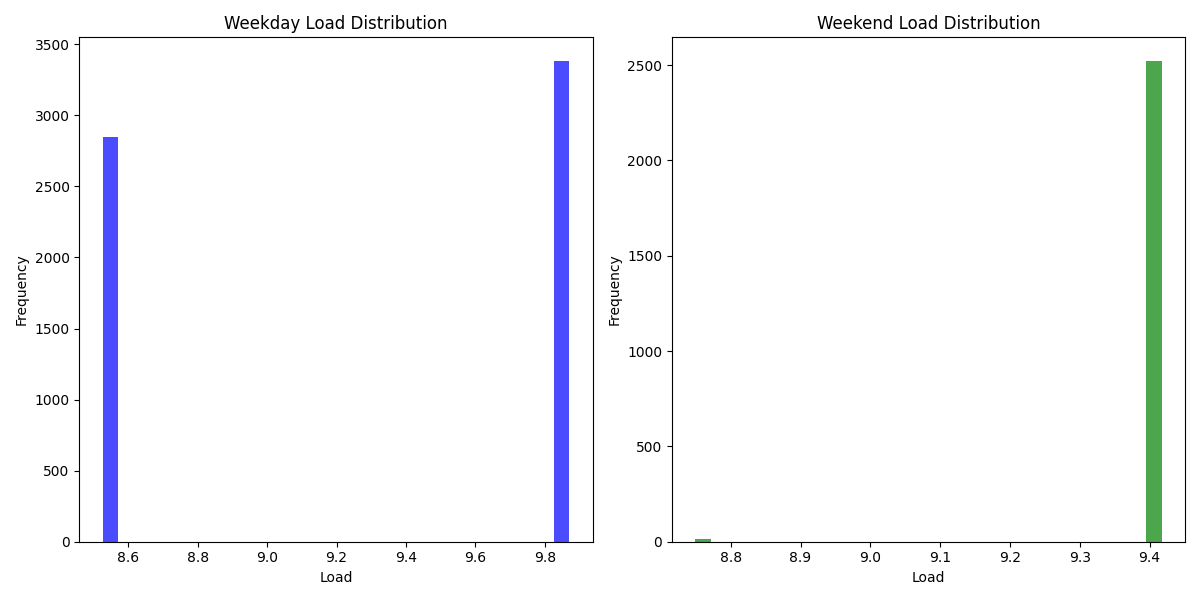 Weekday Load Distribution
3500
3000
2500
2000
1500
1000
500
0
Frequency
8.6 8.8 9.0 9.2 9.4 9.6 9.8
Load
Weekend Load Distribution
2500
2000
1500
1000
500
0
Frequency
8.8 8.9 9.0 9.1 9.2 9.3 9.4
Load